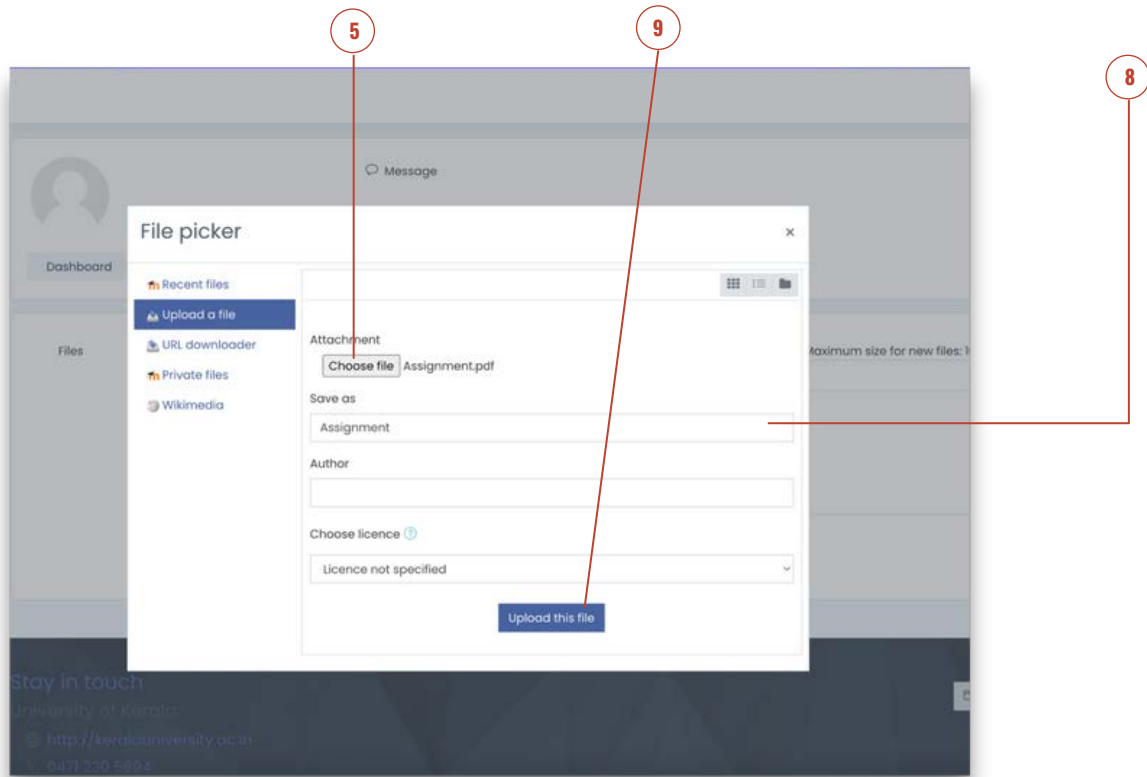 5
9
8
Message
File picker
×
Dashboard
Recent files
Upload a file
URL downloader
Private files
Wikimedia
Files
Maximum size for new files:
Attachment
Choose file Assignment.pdf
Save as
Assignment
Author
Choose licence ?
Licence not specified
Upload this file
Stay in touch
University of Kerala
http://keralauniversity.ac.in
0471 230 5994